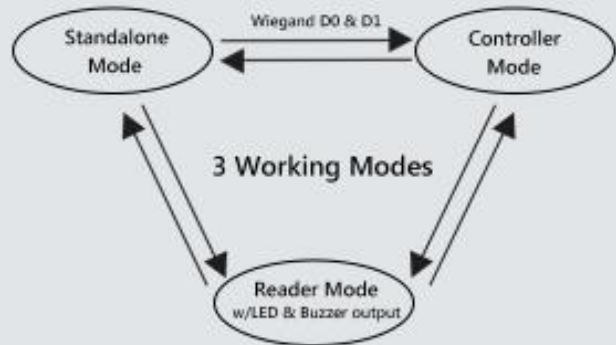 Wiegand D0 & D1
Standalone
Mode
Controller
Mode
3 Working Modes
Reader Mode
w/LED & Buzzer output